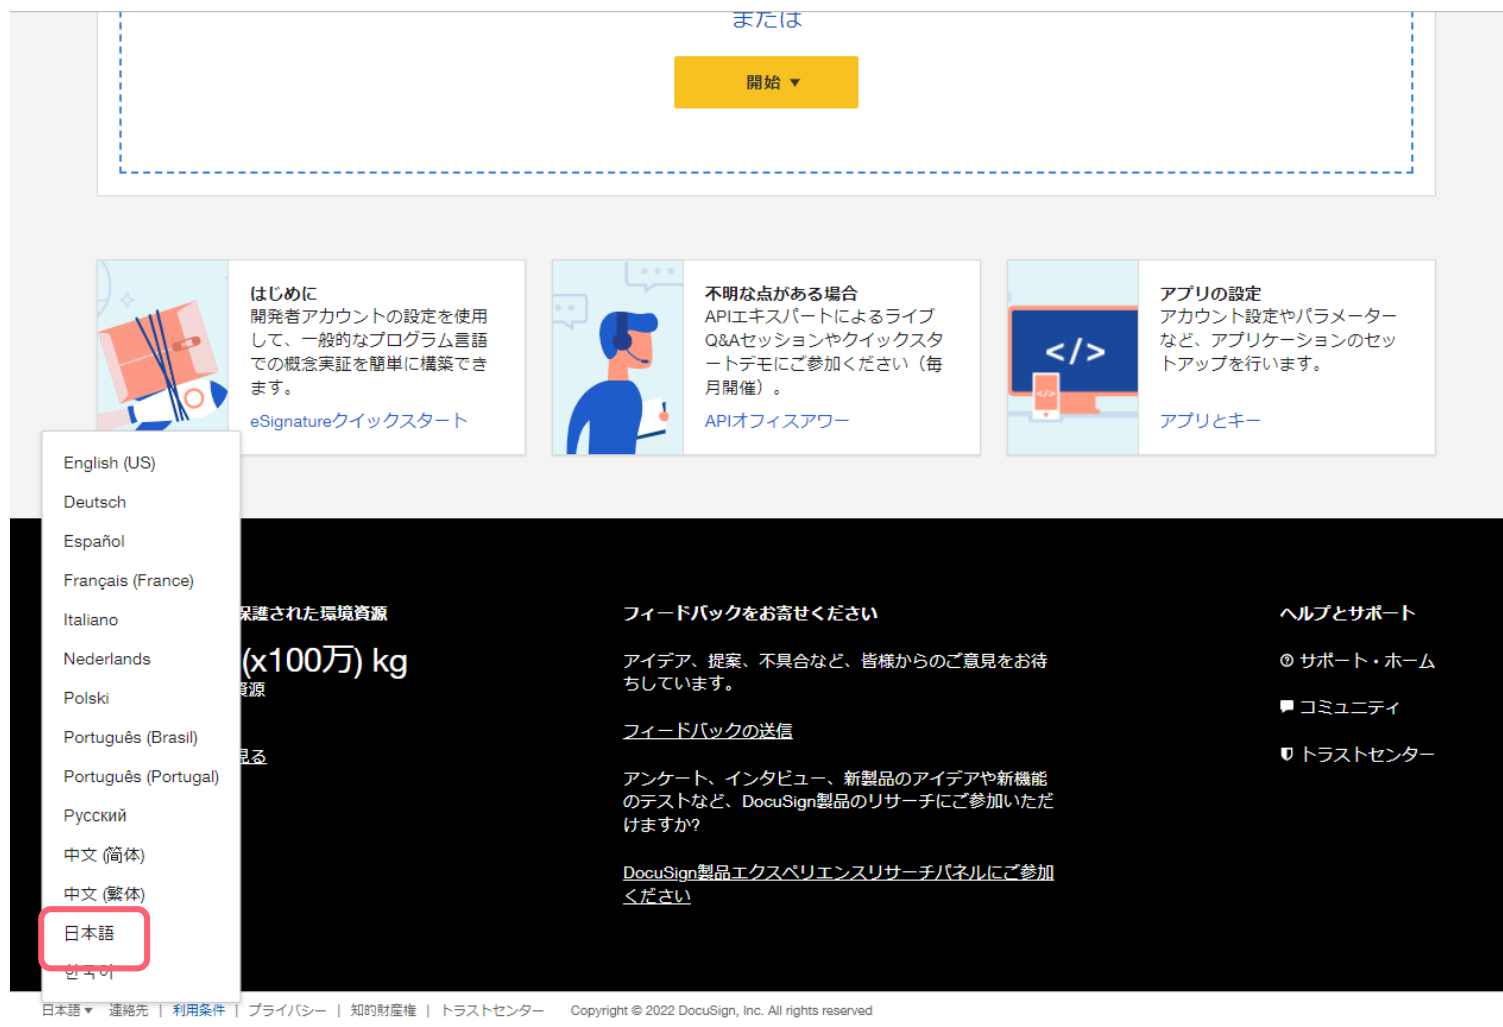 または
開始 ▼
はじめに
開発者アカウントの設定を使用
して、一般的なプログラム言語
での概念実証を簡単に構築でき
ます。
eSignatureクイックスタート
不明な点がある場合
APIエキスパートによるライブ
Q&Aセッションやクイックスタ
ートデモにご参加ください（毎
月開催）。
APIオフィスアワー
アプリの設定
アカウント設定やパラメーター
など、アプリケーションのセッ
トアップを行います。
アプリとキー
English (US)
Deutsch
Español
Français (France)
Italiano
Nederlands
Polski
Português (Brasil)
Português (Portugal)
Русский
中文 (简体)
中文 (繁体)
日本語
한국어
保護された環境資源
(x100万) kg
資源
見る
フィードバックをお寄せください
アイデア、提案、不具合など、皆様からのご意見をお待
ちしています。
フィードバックの送信
アンケート、インタビュー、新製品のアイデアや新機能
のテストなど、DocuSign製品のリサーチにご参加いただ
けますか?
DocuSign製品エクスペリエンスリサーチパネルにご参加
ください
ヘルプとサポート
サポート・ホーム
コミュニティ
トラストセンター
日本語 ▼ 連絡先 | 利用条件 | プライバシー | 知的財産権 | トラストセンター Copyright © 2022 DocuSign, Inc. All rights reserved